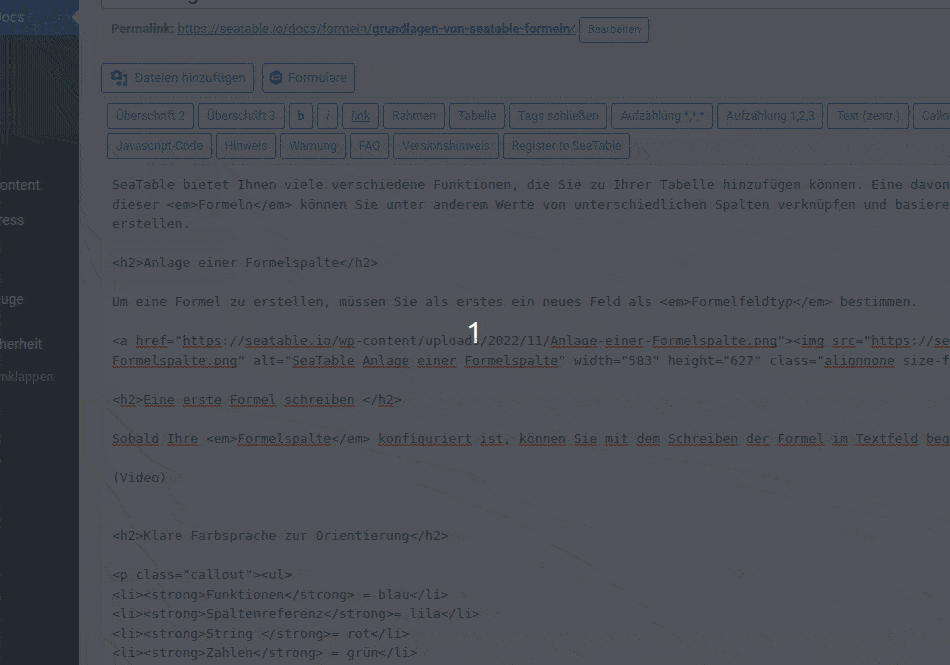 Docs
Permalink: https://seatable.io/docs/formeln/grundlagen-von-seatable-formeln/ Bearbeiten
Dateien hinzufügen Formulare
Überschrift 2 Überschrift 3 b i link Rahmen Tabelle Tags schließen Aufzählung *,*,* Aufzählung 1,2,3 Text (zentr.) Callo
Javascript-Code Hinweis Warnung FAQ Versionshinweis Register to SeaTable
SeaTable bietet Ihnen viele verschiedene Funktionen, die Sie zu Ihrer Tabelle hinzufügen können. Eine davon
ontent
dieser <em>Formeln</em> können Sie unter anderem Werte von unterschiedlichen Spalten verknüpfen und basiere
ress
erstellen.
<h2>Anlage einer Formelspalte</h2>
uge
Um eine Formel zu erstellen, müssen Sie als erstes ein neues Feld als <em>Formelfeldtyp</em> bestimmen.
1
herheit
<a href="https://seatable.io/wp-content/uploads/2022/11/Anlage-einer-Formelspalte.png"><img src="https://se
Formelspalte.png" alt="SeaTable Anlage einer Formelspalte" width="583" height="627" class="alignnone size-f
nklappen
<h2>Eine erste Formel schreiben </h2>
Sobald Ihre <em>Formelspalte</em> konfiguriert ist, können Sie mit dem Schreiben der Formel im Textfeld beg
(Video)
<h2>Klare Farbsprache zur Orientierung</h2>
<p class="callout"><ul>
<li><strong>Funktionen</strong> = blau</li>
<li><strong>Spaltenreferenz</strong>= lila</li>
<li><strong>String </strong>= rot</li>
<li><strong>Zahlen</strong> = grün</li>